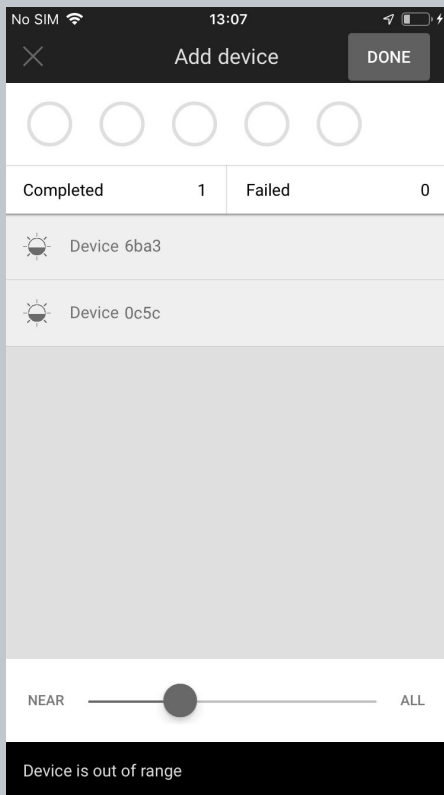 No SIM 13:07
Add device DONE
Completed 1 Failed 0
Device 6ba3
Device 0c5c
NEAR ALL
Device is out of range